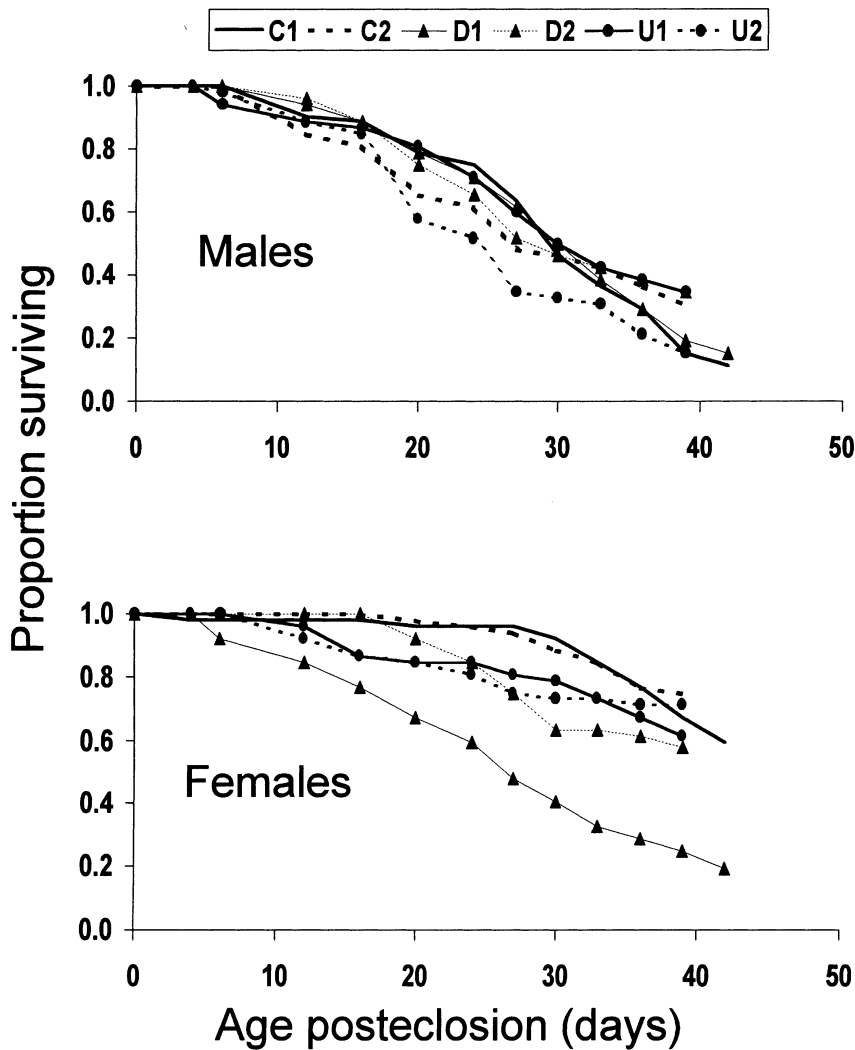 C1 C2 D1 D2 U1 U2
1.0
0.8
0.6
0.4
0.2
0.0
Males
0 10 20 30 40 50
Proportion surviving
1.0
0.8
0.6
0.4
0.2
0.0
Females
0 10 20 30 40 50
Age posteclosion (days)